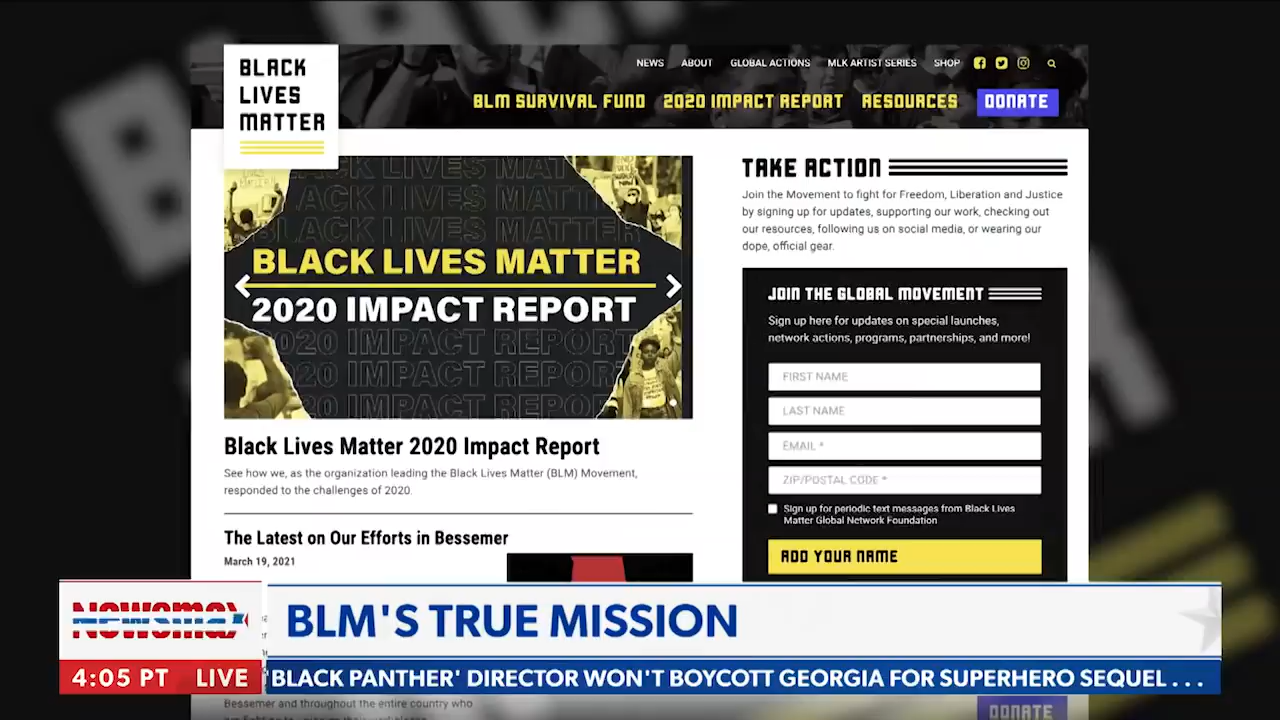 BLACK
LIVES
MATTER
NEWS ABOUT GLOBAL ACTIONS MLK ARTIST SERIES SHOP
BLM SURVIVAL FUND 2020 IMPACT REPORT RESOURCES DONATE
BLACK LIVES MATTER
2020 IMPACT REPORT
Black Lives Matter 2020 Impact Report
See how we, as the organization leading the Black Lives Matter (BLM) Movement,
responded to the challenges of 2020.
The Latest on Our Efforts in Bessemer
March 19, 2021
TAKE ACTION
Join the Movement to fight for Freedom, Liberation and Justice
by signing up for updates, supporting our work, checking out
our resources, following us on social media, or wearing our
dope, official gear.
JOIN THE GLOBAL MOVEMENT
Sign up here for updates on special launches,
network actions, programs, partnerships, and more!
FIRST NAME
LAST NAME
EMAIL *
ZIP/POSTAL CODE *
Sign up for periodic text messages from Black Lives
Matter Global Network Foundation
ADD YOUR NAME
newsmax
BLM'S TRUE MISSION
4:05 PT LIVE
'BLACK PANTHER' DIRECTOR WON'T BOYCOTT GEORGIA FOR SUPERHERO SEQUEL . . .
Bessemer and throughout the entire country who
DONATE